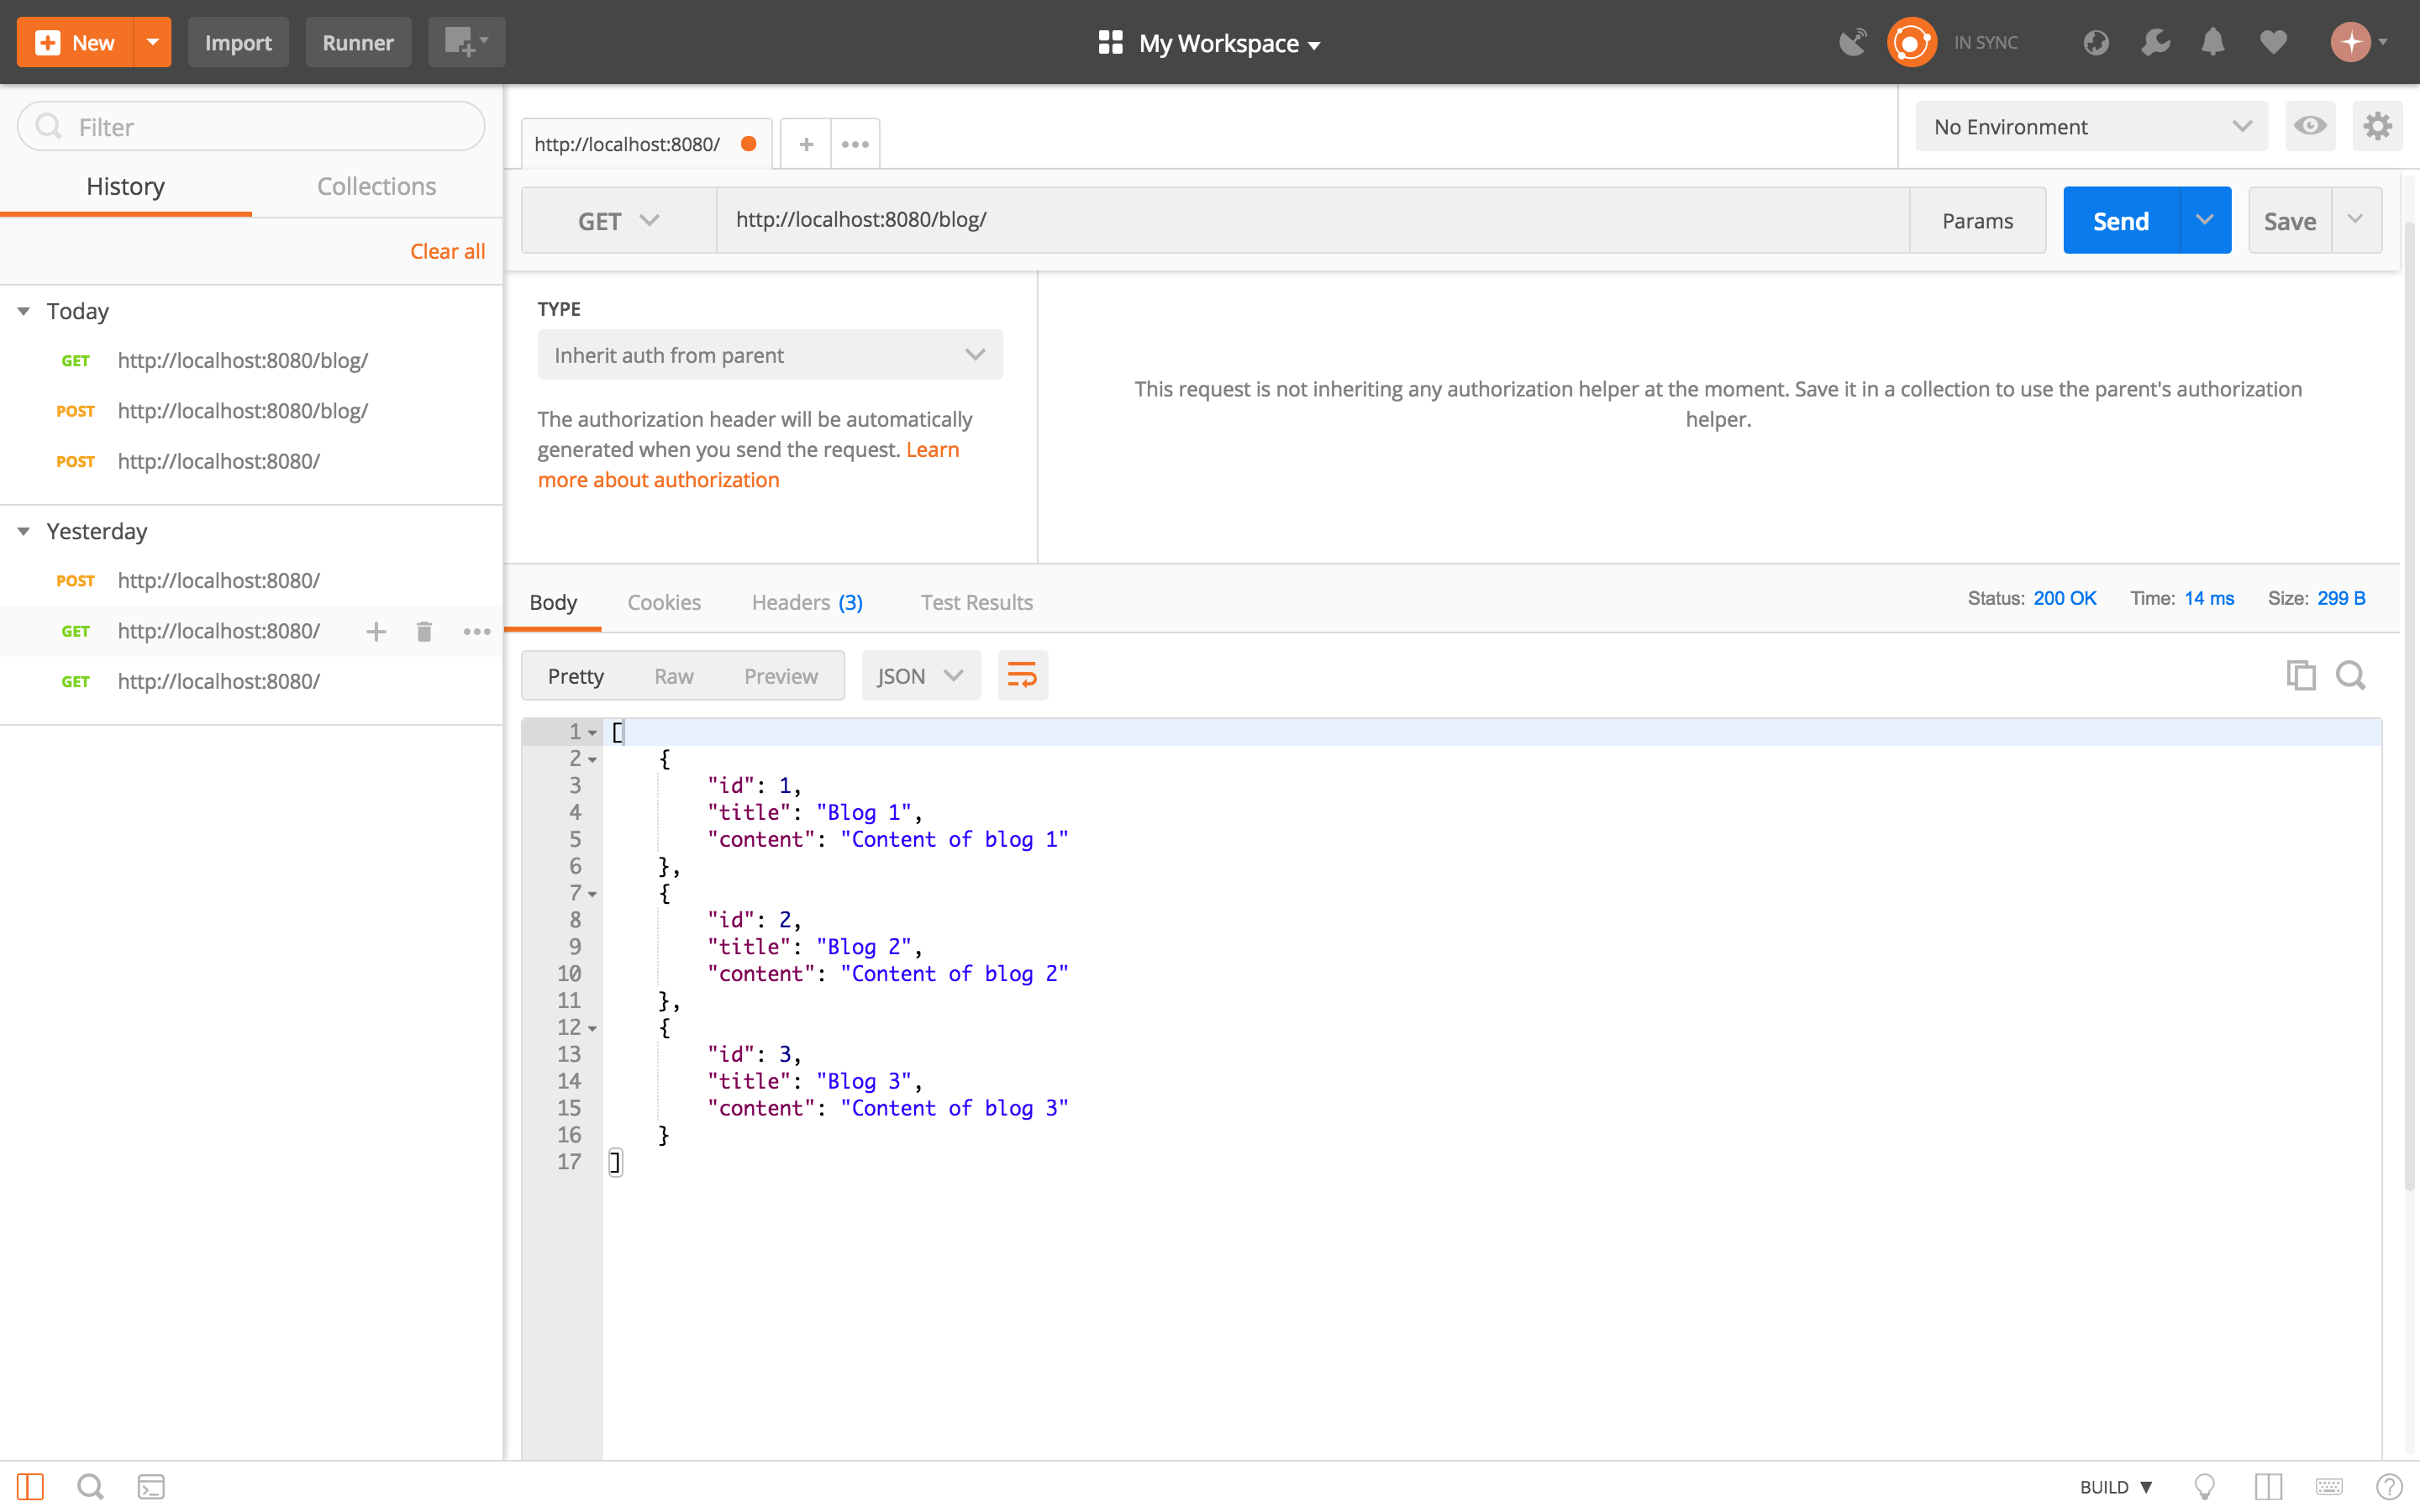 New
Import
Runner
My Workspace
IN SYNC
Filter
History
Collections
Clear all
Today
GET http://localhost:8080/blog/
POST http://localhost:8080/blog/
POST http://localhost:8080/
Yesterday
POST http://localhost:8080/
GET http://localhost:8080/
GET http://localhost:8080/
http://localhost:8080/
No Environment
GET
http://localhost:8080/blog/
Params
Send
Save
TYPE
Inherit auth from parent
The authorization header will be automatically
generated when you send the request. Learn
more about authorization
This request is not inheriting any authorization helper at the moment. Save it in a collection to use the parent's authorization
helper.
Body
Cookies
Headers (3)
Test Results
Status: 200 OK
Time: 14 ms
Size: 299 B
Pretty
Raw
Preview
JSON
1 [
2 {
3 "id": 1,
4 "title": "Blog 1",
5 "content": "Content of blog 1"
6 },
7 {
8 "id": 2,
9 "title": "Blog 2",
10 "content": "Content of blog 2"
11 },
12 {
13 "id": 3,
14 "title": "Blog 3",
15 "content": "Content of blog 3"
16 }
17 ]
BUILD